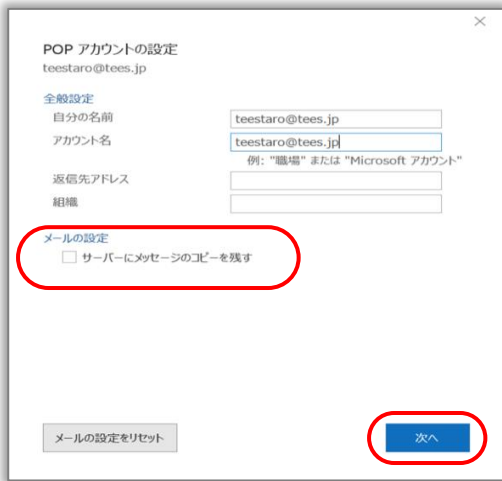 POP アカウントの設定
teestaro@tees.jp
全般設定
自分の名前 teestaro@tees.jp
アカウント名 teestaro@tees.jp
例: "職場" または "Microsoft アカウント"
返信先アドレス
組織
メールの設定
サーバーにメッセージのコピーを残す
メールの設定をリセット 次へ